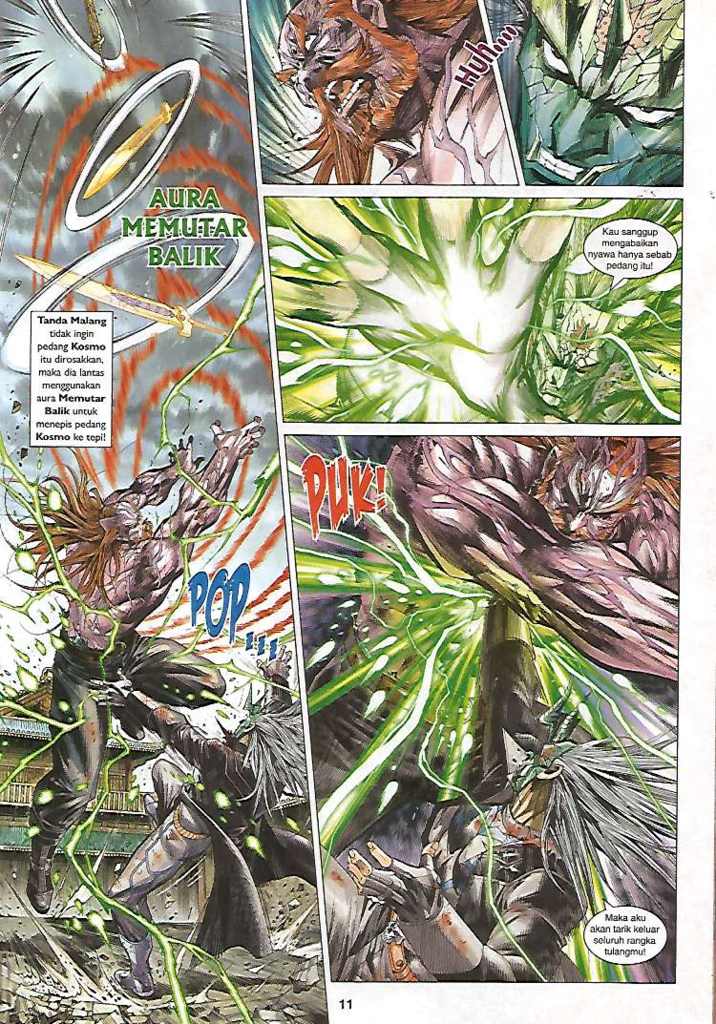 AURA
MEMUTAR
BALIK
Tanda Malang
tidak ingin
pedang Kosmo
itu dirosakkan,
maka dia lantas
menggunakan
aura Memutar
Balik untuk
menepis pedang
Kosmo ke tepi!
POP...
HUh....
Kau sanggup
mengabaikan
nyawa hanya sebab
pedang itu!
PUK!
Maka aku
akan tarik keluar
seluruh rangka
tulangmu!
11